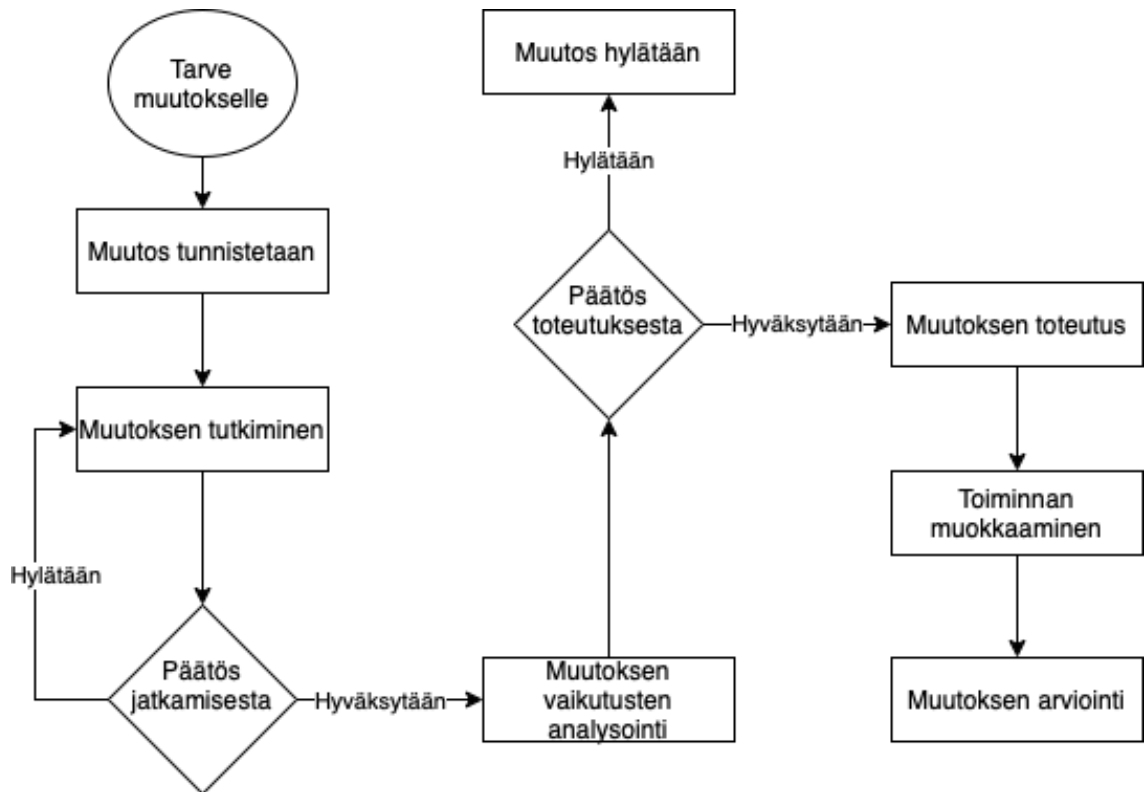 Tarve
muutokselle
Muutos tunnistetaan
Muutoksen tutkiminen
Hylätään
Päätös
jatkamisesta
Hyväksytään
Muutoksen
vaikutusten
analysointi
Päätös
toteutuksesta
Hylätään
Muutos hylätään
Hyväksytään
Muutoksen toteutus
Toiminnan
muokkaaminen
Muutoksen arviointi